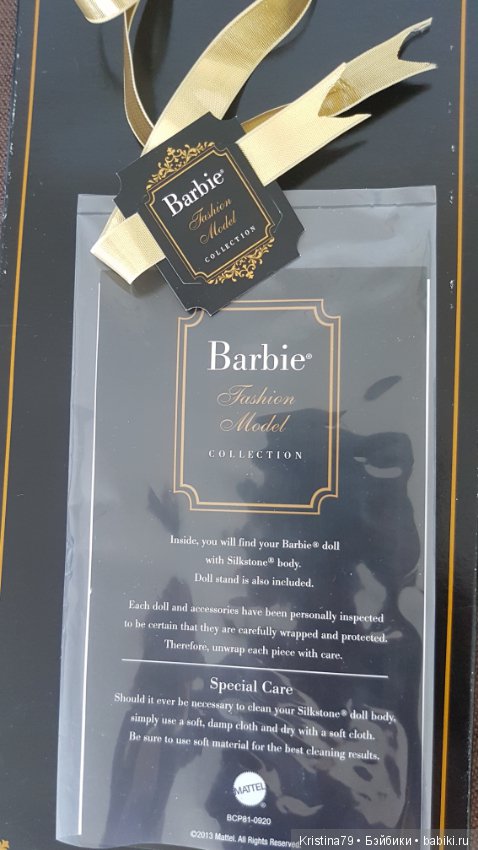 Barbie®
Fashion
Model
COLLECTION
Barbie®
Fashion
Model
COLLECTION
Inside, you will find your Barbie® doll
with Silkstone® body.
Doll stand is also included.
Each doll and accessories have been personally inspected
to be certain that they are carefully wrapped and protected.
Therefore, unwrap each piece with care.
Special Care
Should it ever be necessary to clean your Silkstone® doll body,
simply use a soft, damp cloth and dry with a soft cloth.
Be sure to use soft material for the best cleaning results.
MATTEL
®
BCP81-0920
©2013 Mattel. All Rights Reserved.
Kristina79 • Бэйбики • babiki.ru